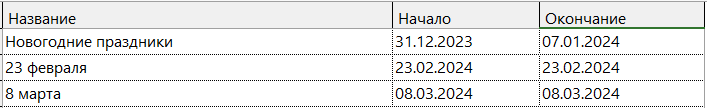 Название Начало Окончание
Новогодние праздники 31.12.2023 07.01.2024
23 февраля 23.02.2024 23.02.2024
8 марта 08.03.2024 08.03.2024